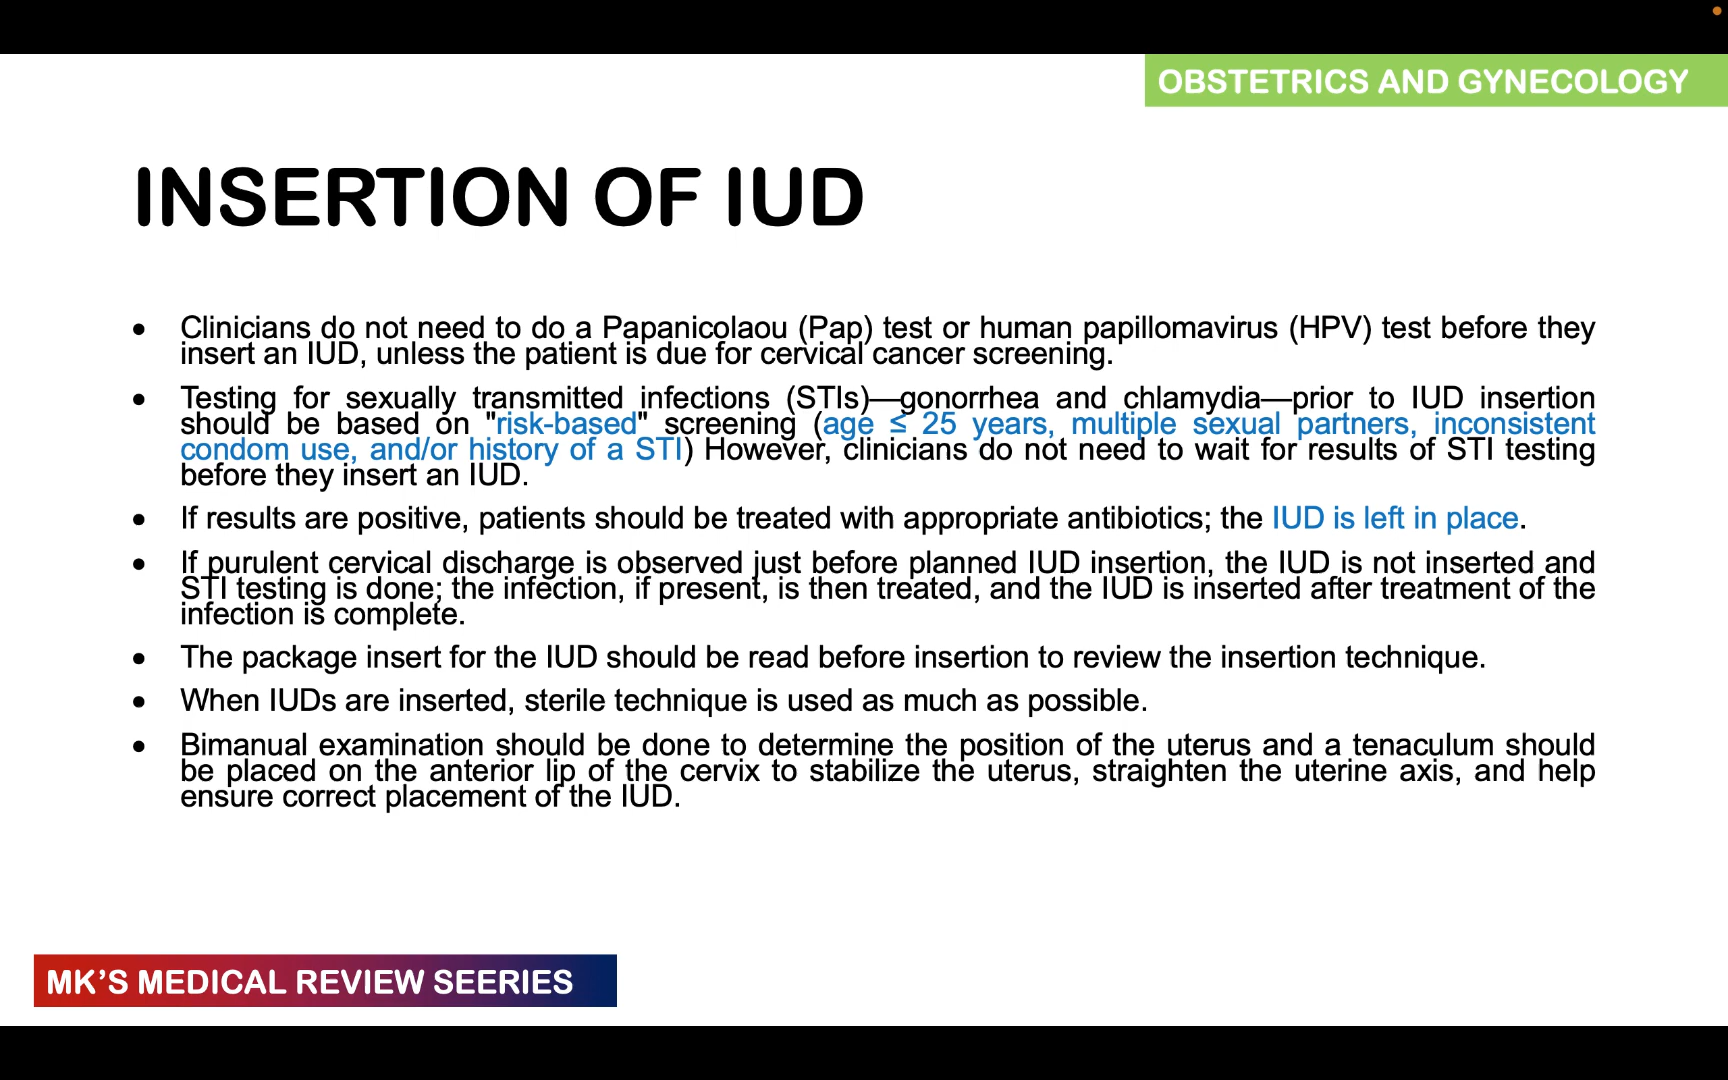 OBSTETRICS AND GYNECOLOGY
INSERTION OF IUD
• Clinicians do not need to do a Papanicolaou (Pap) test or human papillomavirus (HPV) test before they
insert an IUD, unless the patient is due for cervical cancer screening.
• Testing for sexually transmitted infections (STIs)—gonorrhea and chlamydia—prior to IUD insertion
should be based on "risk-based" screening (age ≤ 25 years, multiple sexual partners, inconsistent
condom use, and/or history of a STI) However, clinicians do not need to wait for results of STI testing
before they insert an IUD.
• If results are positive, patients should be treated with appropriate antibiotics; the IUD is left in place.
• If purulent cervical discharge is observed just before planned IUD insertion, the IUD is not inserted and
STI testing is done; the infection, if present, is then treated, and the IUD is inserted after treatment of the
infection is complete.
• The package insert for the IUD should be read before insertion to review the insertion technique.
• When IUDs are inserted, sterile technique is used as much as possible.
• Bimanual examination should be done to determine the position of the uterus and a tenaculum should
be placed on the anterior lip of the cervix to stabilize the uterus, straighten the uterine axis, and help
ensure correct placement of the IUD.
MK'S MEDICAL REVIEW SEERIES